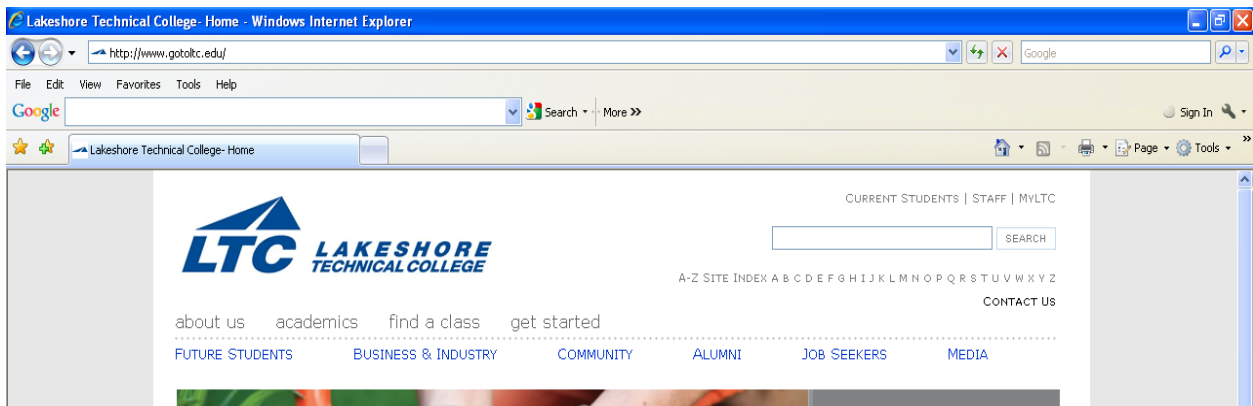 Lakeshore Technical College- Home - Windows Internet Explorer
http://www.gotoltc.edu/
Google
File Edit View Favorites Tools Help
Google Search More >> Sign In
Lakeshore Technical College- Home
Page Tools >>
CURRENT STUDENTS | STAFF | MYLTC
LTC LAKESHORE
TECHNICAL COLLEGE
SEARCH
A-Z SITE INDEX A B C D E F G H I J K L M N O P Q R S T U V W X Y Z
CONTACT US
about us academics find a class get started
FUTURE STUDENTS BUSINESS & INDUSTRY COMMUNITY ALUMNI JOB SEEKERS MEDIA